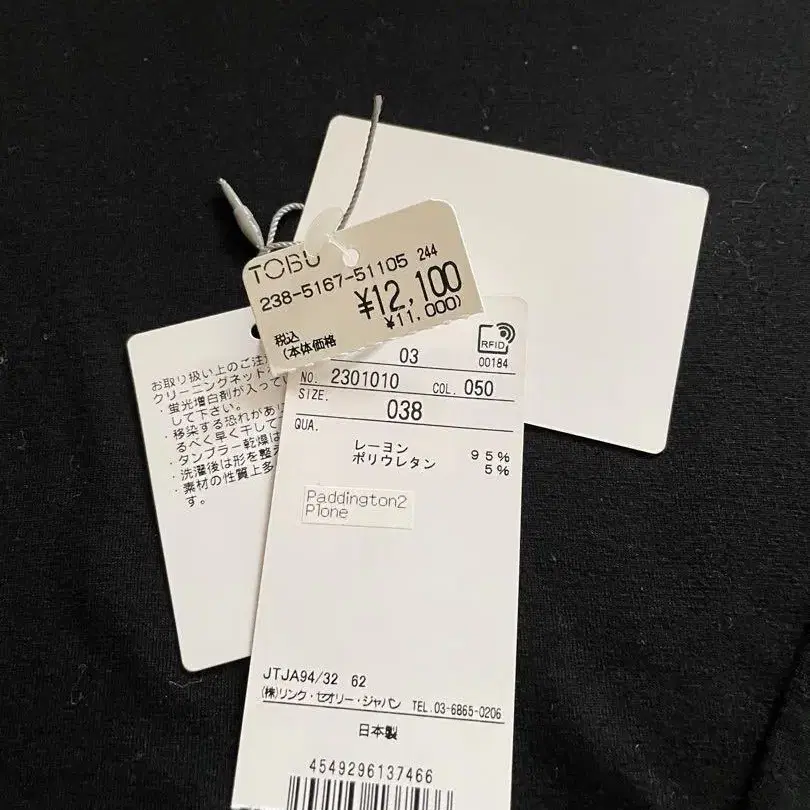 TOBU
238-5167-51105 244
¥12,100
¥11,000)
税込
(本体価格
03
RFID
00184
NO. 2301010 COL. 050
SIZE. 038
QUA.
レーヨン 95%
ポリウレタン 5%
Paddington2
Plone
JTJA94/32 62
(株)リンク・セオリー・ジャパン TEL.03-6865-0206
日本製
4549296137466
お取り扱い上のご注
クリーニングネット
・蛍光増白剤が入ってい
して下さい。
・移染する恐れがあ
るべく早く干して
・タンブラー乾燥は
・洗濯後は形を整え
・素材の性質上多
す。